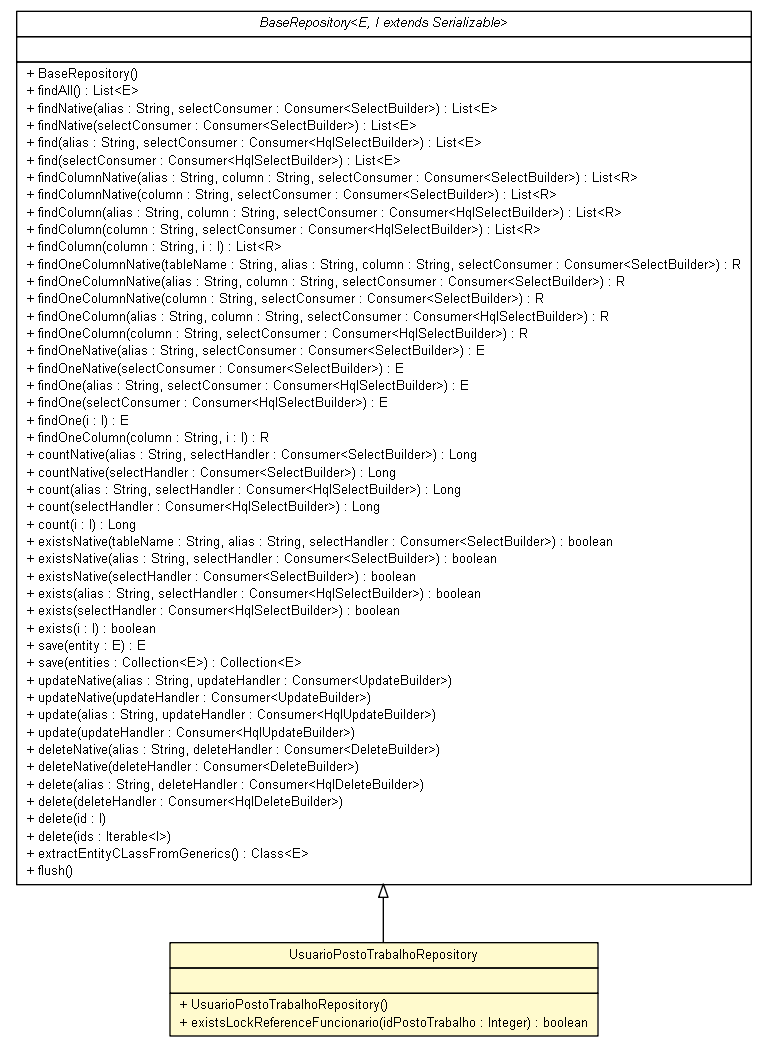 BaseRepository<E, I extends Serializable>
+ BaseRepository()
+ findAll() : List<E>
+ findNative(alias : String, selectConsumer : Consumer<SelectBuilder>) : List<E>
+ findNative(selectConsumer : Consumer<SelectBuilder>) : List<E>
+ find(alias : String, selectConsumer : Consumer<HqlSelectBuilder>) : List<E>
+ find(selectConsumer : Consumer<HqlSelectBuilder>) : List<E>
+ findColumnNative(alias : String, column : String, selectConsumer : Consumer<SelectBuilder>) : List<R>
+ findColumnNative(column : String, selectConsumer : Consumer<SelectBuilder>) : List<R>
+ findColumn(alias : String, column : String, selectConsumer : Consumer<HqlSelectBuilder>) : List<R>
+ findColumn(column : String, selectConsumer : Consumer<HqlSelectBuilder>) : List<R>
+ findColumn(column : String, i : I) : List<R>
+ findOneColumnNative(tableName : String, alias : String, column : String, selectConsumer : Consumer<SelectBuilder>) : R
+ findOneColumnNative(alias : String, column : String, selectConsumer : Consumer<SelectBuilder>) : R
+ findOneColumnNative(column : String, selectConsumer : Consumer<SelectBuilder>) : R
+ findOneColumn(alias : String, column : String, selectConsumer : Consumer<HqlSelectBuilder>) : R
+ findOneColumn(column : String, selectConsumer : Consumer<HqlSelectBuilder>) : R
+ findOneNative(alias : String, selectConsumer : Consumer<SelectBuilder>) : E
+ findOneNative(selectConsumer : Consumer<SelectBuilder>) : E
+ findOne(alias : String, selectConsumer : Consumer<HqlSelectBuilder>) : E
+ findOne(selectConsumer : Consumer<HqlSelectBuilder>) : E
+ findOne(i : I) : E
+ findOneColumn(column : String, i : I) : R
+ countNative(alias : String, selectHandler : Consumer<SelectBuilder>) : Long
+ countNative(selectHandler : Consumer<SelectBuilder>) : Long
+ count(alias : String, selectHandler : Consumer<HqlSelectBuilder>) : Long
+ count(selectHandler : Consumer<HqlSelectBuilder>) : Long
+ count(i : I) : Long
+ existsNative(tableName : String, alias : String, selectHandler : Consumer<SelectBuilder>) : boolean
+ existsNative(alias : String, selectHandler : Consumer<SelectBuilder>) : boolean
+ existsNative(selectHandler : Consumer<SelectBuilder>) : boolean
+ exists(alias : String, selectHandler : Consumer<HqlSelectBuilder>) : boolean
+ exists(selectHandler : Consumer<HqlSelectBuilder>) : boolean
+ exists(i : I) : boolean
+ save(entity : E) : E
+ save(entities : Collection<E>) : Collection<E>
+ updateNative(alias : String, updateHandler : Consumer<UpdateBuilder>)
+ updateNative(updateHandler : Consumer<UpdateBuilder>)
+ update(alias : String, updateHandler : Consumer<HqlUpdateBuilder>)
+ update(updateHandler : Consumer<HqlUpdateBuilder>)
+ deleteNative(alias : String, deleteHandler : Consumer<DeleteBuilder>)
+ deleteNative(deleteHandler : Consumer<DeleteBuilder>)
+ delete(alias : String, deleteHandler : Consumer<HqlDeleteBuilder>)
+ delete(deleteHandler : Consumer<HqlDeleteBuilder>)
+ delete(id : I)
+ delete(ids : Iterable<I>)
+ extractEntityCLassFromGenerics() : Class<E>
+ flush()
UsuarioPostoTrabalhoRepository
+ UsuarioPostoTrabalhoRepository()
+ existsLockReferenceFuncionario(idPostoTrabalho : Integer) : boolean